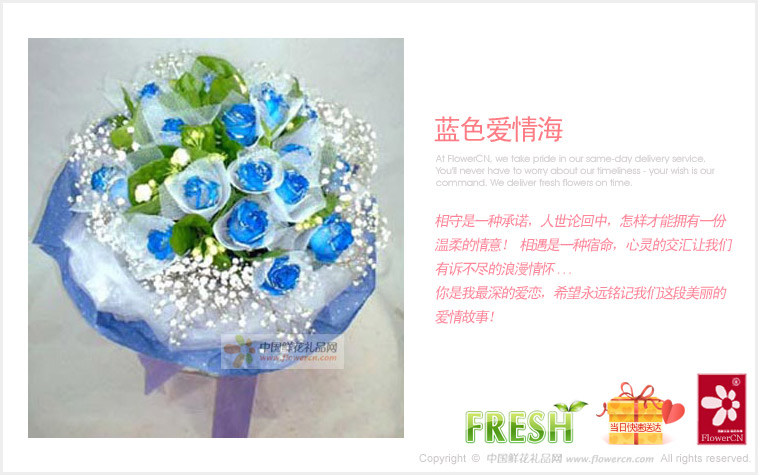 蓝色爱情海
At FlowerCN, we take pride in our same-day delivery service.
You'll never have to worry about our timeliness - your wish is our
command. We deliver fresh flowers on time.
相守是一种承诺，人世论回中，怎样才能拥有一份
温柔的情意！ 相遇是一种宿命，心灵的交汇让我们
有诉不尽的浪漫情怀 . . .
你是我最深的爱恋，希望永远铭记我们这段美丽的
爱情故事！
中国鲜花礼品网
www.flowercn.com
FRESH
当日快速送达
FlowerCN
Copyright © 中国鲜花礼品网 www.flowercn.com All rights reserved.